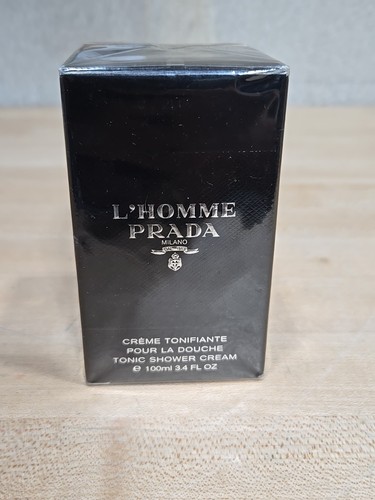 L'HOMME
PRADA
MILANO
CRÈME TONIFIANTE
POUR LA DOUCHE
TONIC SHOWER CREAM
℮ 100ml 3.4 FL OZ